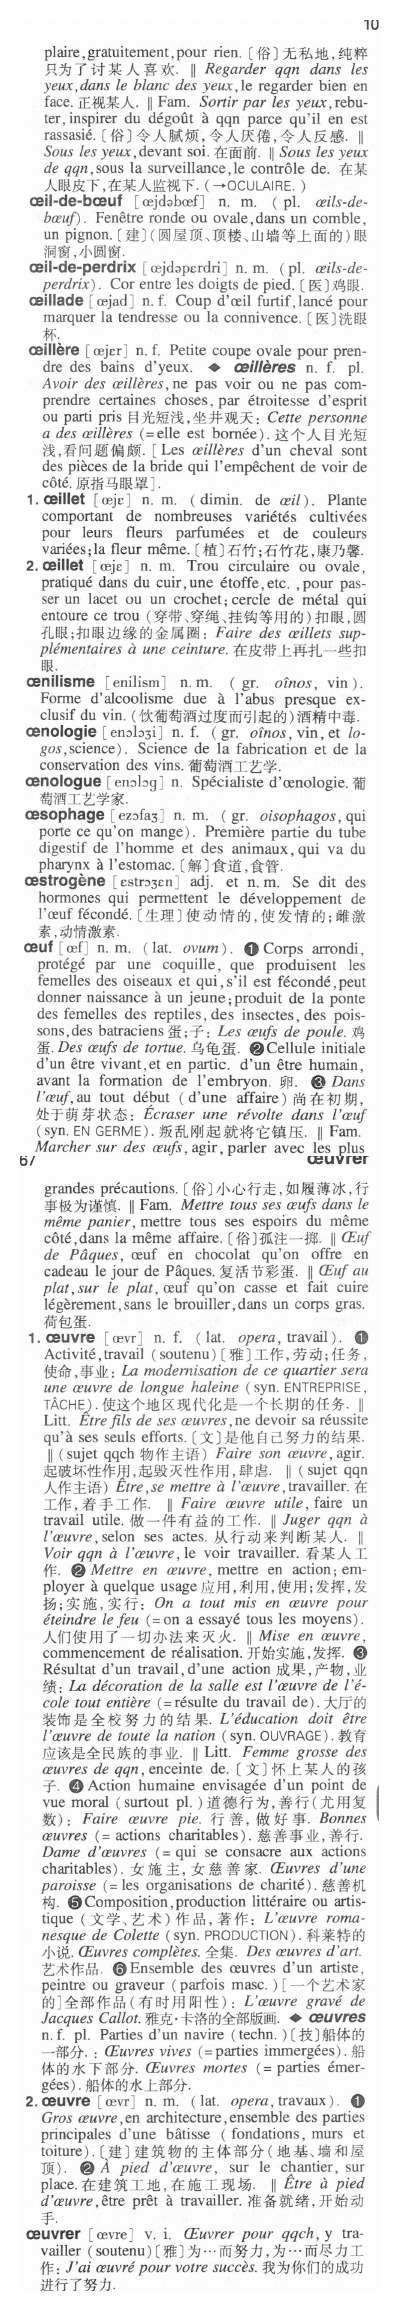 10
plaire,gratuitement,pour rien.〔俗〕无私地,纯粹
只为了讨某人喜欢. ‖ Regarder qqn dans les
yeux,dans le blanc des yeux,le regarder bien en
face. 正视某人. ‖ Fam. Sortir par les yeux,rebu-
ter, inspirer du dégoût à qqn parce qu'il en est
rassasié.〔俗〕令人腻烦,令人厌倦,令人反感. ‖
Sous les yeux,devant soi. 在面前. ‖ Sous les yeux
de qqn,sous la surveillance,le contrôle de. 在某
人眼皮下,在某人监视下. (→OCULAIRE. )
œil-de-bœuf [œjdəbœf] n. m. ( pl. œils-de-
bœuf). Fenêtre ronde ou ovale,dans un comble,
un pignon.〔建〕(圆屋顶、顶楼、山墙等上面的)眼
洞窗,小圆窗.
œil-de-perdrix [œjdəpɛrdri] n. m. ( pl. œils-de-
perdrix). Cor entre les doigts de pied.〔医〕鸡眼.
œillade [œjad] n. f. Coup d'œil furtif,lancé pour
marquer la tendresse ou la connivence.〔医〕洗眼
杯.
œillère [œjɛr] n. f. Petite coupe ovale pour pren-
dre des bains d'yeux. ◆ œillères n. f. pl.
Avoir des œillères,ne pas voir ou ne pas com-
prendre certaines choses, par étroitesse d'esprit
ou parti pris 目光短浅,坐井观天: Cette personne
a des œillères (=elle est bornée). 这个人目光短
浅,看问题偏颇. [Les œillères d'un cheval sont
des pièces de la bride qui l'empêchent de voir de
côté. 原指马眼罩].
1. œillet [œjɛ] n. m. ( dimin. de œil). Plante
comportant de nombreuses variétés cultivées
pour leurs fleurs parfumées et de couleurs
variées;la fleur même.〔植〕石竹;石竹花,康乃馨.
2. œillet [œjɛ] n. m. Trou circulaire ou ovale,
pratiqué dans du cuir,une étoffe,etc. ,pour pas-
ser un lacet ou un crochet;cercle de métal qui
entoure ce trou (穿带、穿绳、挂钩等用的)扣眼,圆
孔眼;扣眼边缘的金属圈: Faire des œillets sup-
plémentaires à une ceinture. 在皮带上再扎一些扣
眼.
œnilisme [enilism] n. m. ( gr. oînos, vin ).
Forme d'alcoolisme due à l'abus presque ex-
clusif du vin. (饮葡萄酒过度而引起的)酒精中毒.
œnologie [enɔlɔʒi] n. f. ( gr. oînos, vin, et lo-
gos,science). Science de la fabrication et de la
conservation des vins. 葡萄酒工艺学.
œnologue [enɔlɔg] n. Spécialiste d'œnologie. 葡
萄酒工艺学家.
œsophage [ezɔfaʒ] n. m. ( gr. oisophagos, qui
porte ce qu'on mange). Première partie du tube
digestif de l'homme et des animaux, qui va du
pharynx à l'estomac.〔解〕食道,食管.
œstrogène [ɛstrɔʒɛn] adj. et n. m. Se dit des
hormones qui permettent le développement de
l'œuf fécondé.〔生理〕使动情的,使发情的;雌激
素,动情激素.
œuf [œf] n. m. (lat. ovum). ❶Corps arrondi,
protégé par une coquille, que produisent les
femelles des oiseaux et qui,s'il est fécondé,peut
donner naissance à un jeune;produit de la ponte
des femelles des reptiles,des insectes,des pois-
sons,des batraciens 蛋;子: Les œufs de poule. 鸡
蛋. Des œufs de tortue. 乌龟蛋. ❷Cellule initiale
d'un être vivant,et en partic. d'un être humain,
avant la formation de l'embryon. 卵. ❸ Dans
l'œuf,au tout début (d'une affaire) 尚在初期,
处于萌芽状态: Écraser une révolte dans l'œuf
(syn. EN GERME). 叛乱刚起就将它镇压. ‖ Fam.
Marcher sur des œufs, agir, parler avec les plus
67 œuvrer
grandes précautions.〔俗〕小心行走,如履薄冰,行
事极为谨慎. ‖ Fam. Mettre tous ses œufs dans le
même panier, mettre tous ses espoirs du même
côté,dans la même affaire.〔俗〕孤注一掷. ‖ Œuf
de Pâques, œuf en chocolat qu'on offre en
cadeau le jour de Pâques. 复活节彩蛋. ‖ Œuf au
plat, sur le plat, œuf qu'on casse et fait cuire
légèrement,sans le brouiller,dans un corps gras.
荷包蛋.
1. œuvre [œvr] n. f. ( lat. opera, travail ). ❶
Activité,travail ( soutenu)〔雅〕工作,劳动;任务,
使命,事业: La modernisation de ce quartier sera
une œuvre de longue haleine (syn. ENTREPRISE,
TÂCHE). 使这个地区现代化是一个长期的任务. ‖
Litt. Être fils de ses œuvres,ne devoir sa réussite
qu'à ses seuls efforts.〔文〕是他自己努力的结果.
‖ (sujet qqch 物作主语) Faire son œuvre, agir.
起破坏性作用,起毁灭性作用,肆虐. ‖ (sujet qqn
人作主语) Être,se mettre à l'œuvre,travailler. 在
工作,着手工作. ‖ Faire œuvre utile, faire un
travail utile. 做一件有益的工作. ‖ Juger qqn à
l'œuvre, selon ses actes. 从行动来判断某人. ‖
Voir qqn à l'œuvre, le voir travailler. 看某人工
作. ❷ Mettre en œuvre, mettre en action; em-
ployer à quelque usage 应用,利用,使用;发挥,发
扬;实施,实行: On a tout mis en œuvre pour
éteindre le feu (=on a essayé tous les moyens).
人们使用了一切办法来灭火. ‖ Mise en œuvre,
commencement de réalisation. 开始实施,发挥. ❸
Résultat d'un travail,d'une action 成果,产物,业
绩: La décoration de la salle est l'œuvre de l'é-
cole tout entière (=résulte du travail de). 大厅的
装饰是全校努力的结果. L'éducation doit être
l'œuvre de toute la nation (syn. OUVRAGE). 教育
应该是全民族的事业. ‖ Litt. Femme grosse des
œuvres de qqn,enceinte de.〔文〕怀上某人的孩
子. ❹Action humaine envisagée d'un point de
vue moral (surtout pl. )道德行为,善行(尤用复
数): Faire œuvre pie. 行善,做好事. Bonnes
œuvres (= actions charitables). 慈善事业,善行.
Dame d'œuvres (= qui se consacre aux actions
charitables). 女施主,女慈善家. Œuvres d'une
paroisse (=les organisations de charité). 慈善机
构. ❺Composition,production littéraire ou artis-
tique (文学、艺术)作品,著作: L'œuvre roma-
nesque de Colette (syn. PRODUCTION). 科莱特的
小说. Œuvres complètes. 全集. Des œuvres d'art.
艺术作品. ❻Ensemble des œuvres d'un artiste,
peintre ou graveur (parfois masc. )[一个艺术家
的]全部作品(有时用阳性): L'œuvre gravé de
Jacques Callot. 雅克·卡洛的全部版画. ◆ œuvres
n. f. pl. Parties d'un navire (techn. )〔技〕船体的
一部分. : Œuvres vives (=parties immergées). 船
体的水下部分. Œuvres mortes (= parties émer-
gées). 船体的水上部分.
2. œuvre [œvr] n. m. ( lat. opera, travaux ). ❶
Gros œuvre,en architecture,ensemble des parties
principales d'une bâtisse ( fondations, murs et
toiture).〔建〕建筑物的主体部分(地基、墙和屋
顶). ❷ À pied d'œuvre, sur le chantier, sur
place. 在建筑工地,在施工现场. ‖ Être à pied
d'œuvre,être prêt à travailler. 准备就绪,开始动
手.
œuvrer [œvre] v. i. Œuvrer pour qqch, y tra-
vailler (soutenu)〔雅〕为…而努力,为…而尽力工
作: J'ai œuvré pour votre succès. 我为你们的成功
进行了努力.